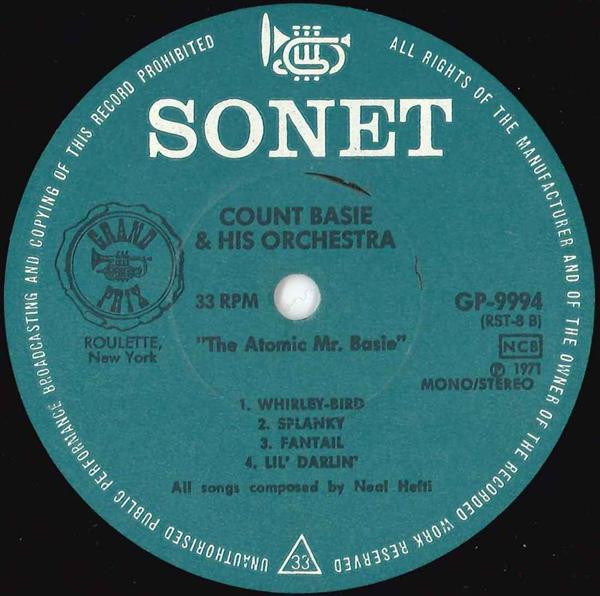 UNAUTHORISED PUBLIC PERFORMANCE BROADCASTING AND COPYING OF THIS RECORD PROHIBITED
ALL RIGHTS OF THE MANUFACTURER AND OF THE OWNER OF THE RECORDED WORK RESERVED
SONET
COUNT BASIE
& HIS ORCHESTRA
GRAND
PRIX
33 RPM
GP-9994
(RST-8 B)
ROULETTE,
New York
"The Atomic Mr. Basie"
NCB
℗ 1971
MONO/STEREO
1. WHIRLEY-BIRD
2. SPLANKY
3. FANTAIL
4. LIL' DARLIN'
All songs composed by Neal Hefti
33